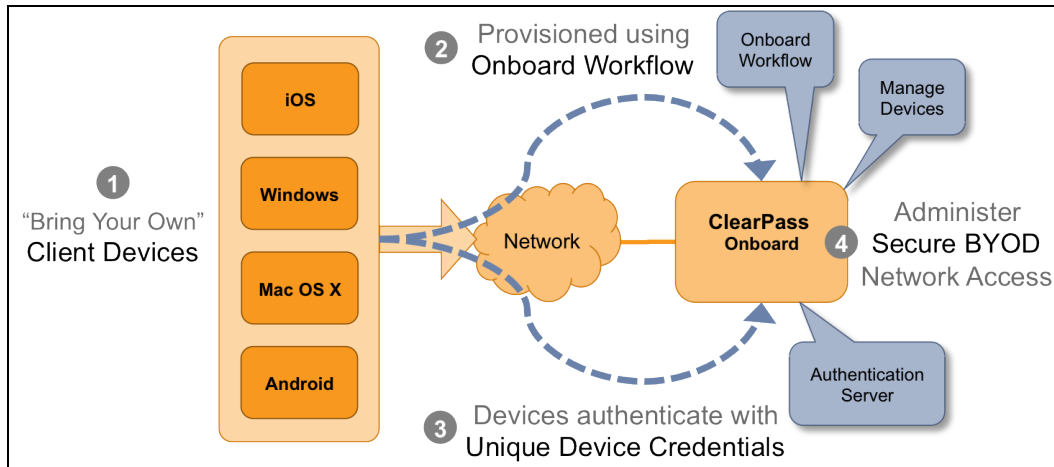 1
“Bring Your Own”
Client Devices
iOS
Windows
Mac OS X
Android
2
Provisioned using
Onboard Workflow
Network
3
Devices authenticate with
Unique Device Credentials
Onboard
Workflow
Manage
Devices
ClearPass
Onboard
4
Administer
Secure BYOD
Network Access
Authentication
Server